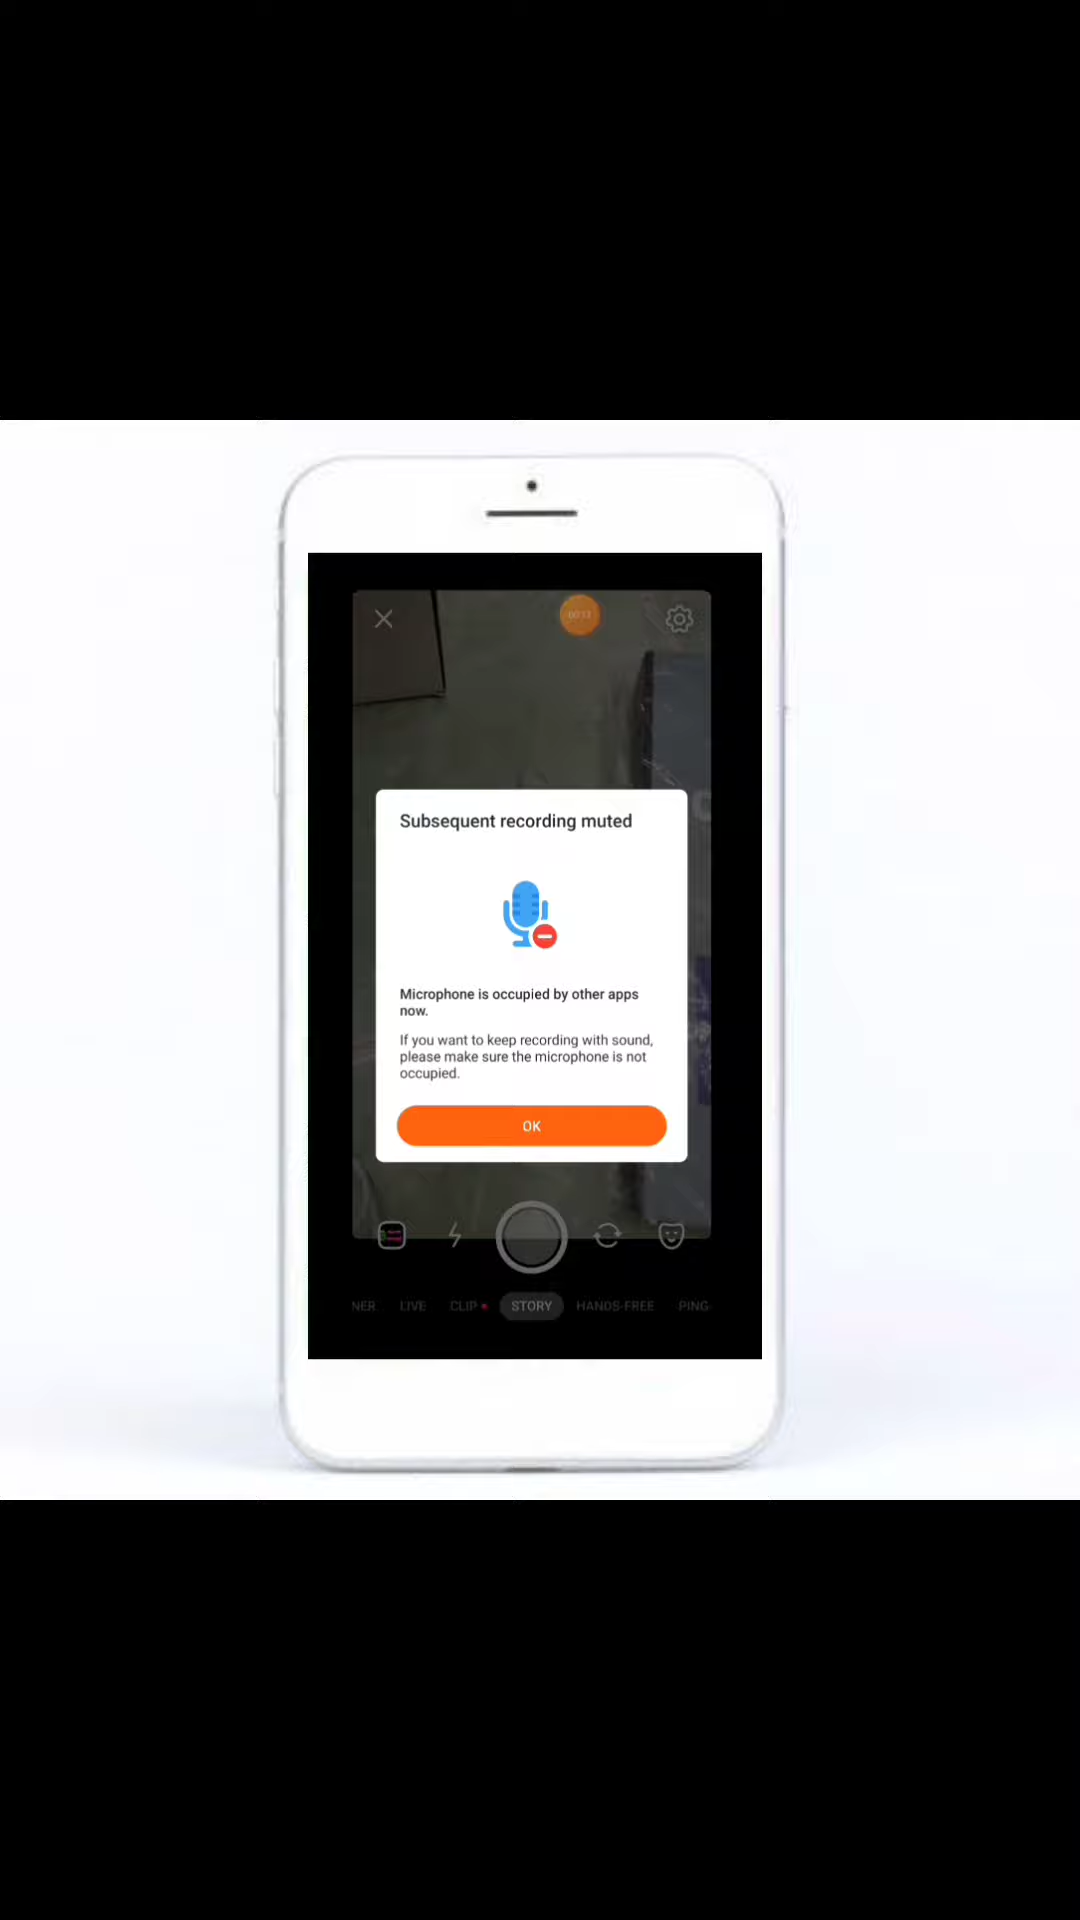 Subsequent recording muted
Microphone is occupied by other apps
now.
If you want to keep recording with sound,
please make sure the microphone is not
occupied.
OK
NER LIVE CLIP STORY HANDS-FREE PING